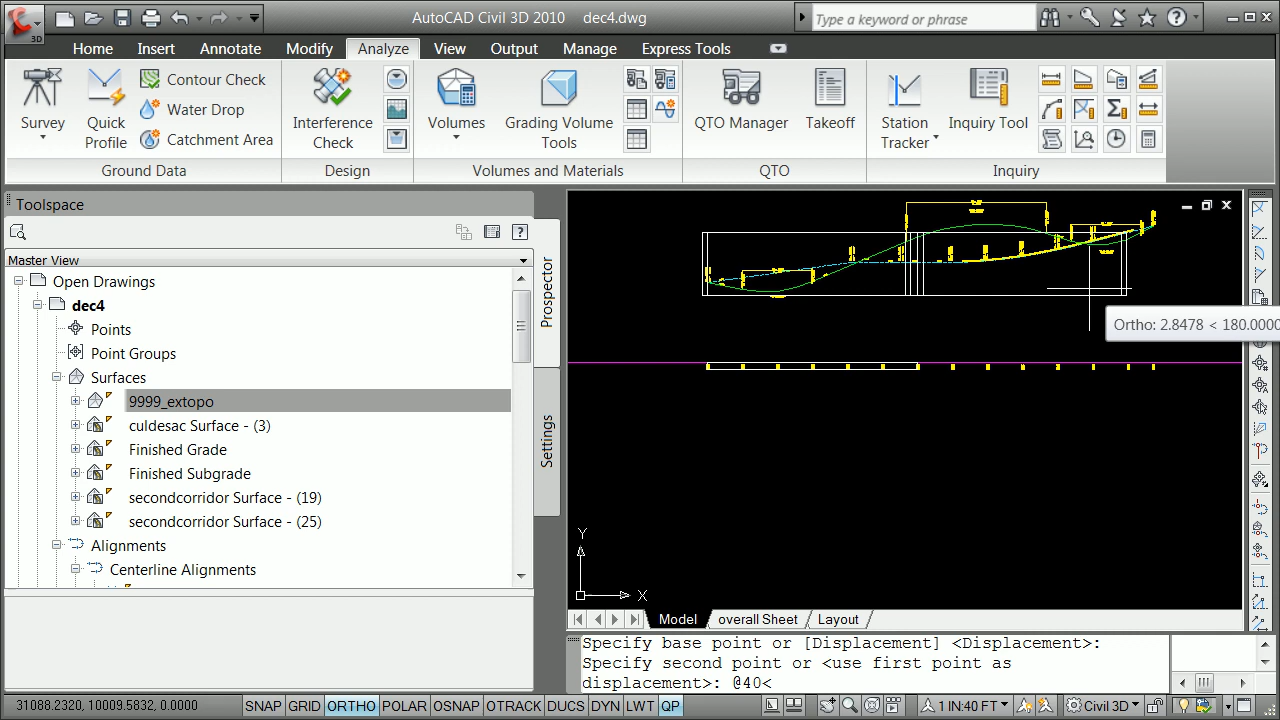 AutoCAD Civil 3D 2010 dec4.dwg
Type a keyword or phrase
3D
Home Insert Annotate Modify Analyze View Output Manage Express Tools
Survey
Quick Profile
Contour Check
Water Drop
Catchment Area
Interference Check
Volumes
Grading Volume Tools
QTO Manager
Takeoff
Station Tracker
Inquiry Tool
Ground Data
Design
Volumes and Materials
QTO
Inquiry
Toolspace
Master View
Open Drawings
dec4
Points
Point Groups
Surfaces
9999_extopo
culdesac Surface - (3)
Finished Grade
Finished Subgrade
secondcorridor Surface - (19)
secondcorridor Surface - (25)
Alignments
Centerline Alignments
Prospector
Settings
Ortho: 2.8478 < 180.0000
Y
X
Model overall Sheet Layout
Specify base point or [Displacement] <Displacement>:
Specify second point or <use first point as
displacement>: @40<
31088.2320, 10009.5832, 0.0000 SNAP GRID ORTHO POLAR OSNAP OTRACK DUCS DYN LWT QP 1 IN:40 FT Civil 3D